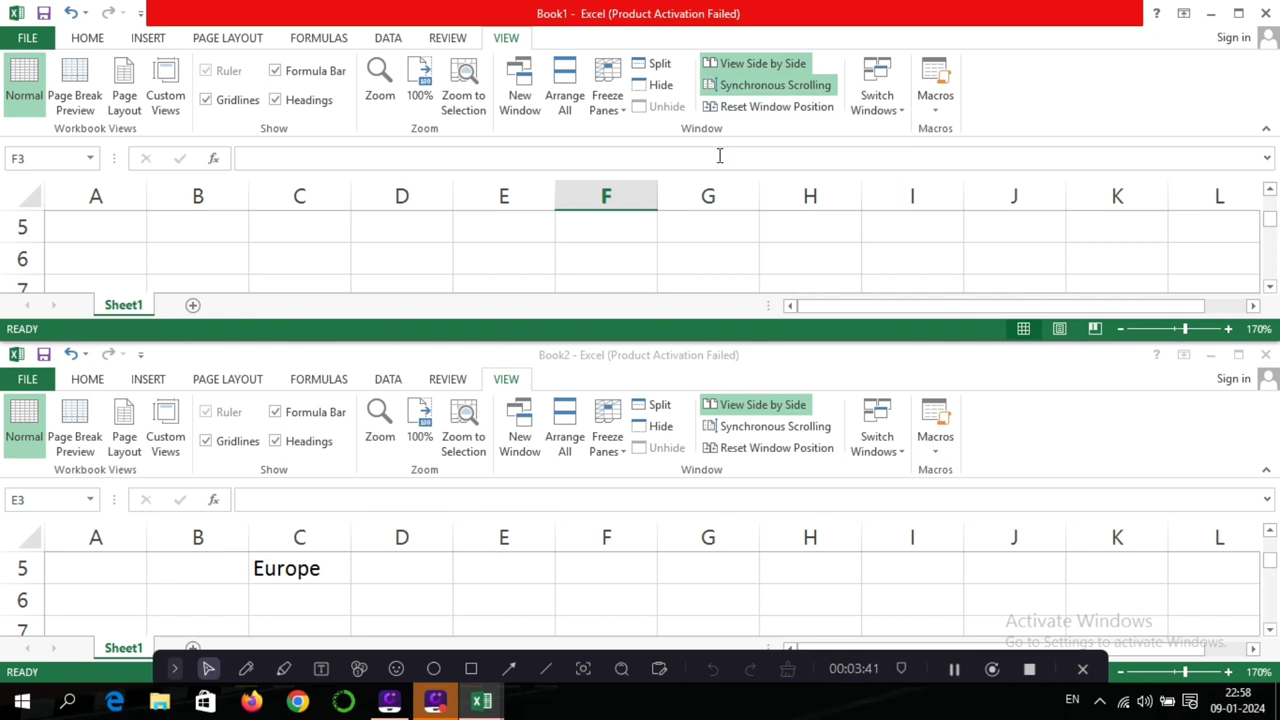 Book1 - Excel (Product Activation Failed)
FILE HOME INSERT PAGE LAYOUT FORMULAS DATA REVIEW VIEW Sign in
Normal Page Break Preview Page Layout Custom Views
Ruler Formula Bar
Gridlines Headings
Zoom 100% Zoom to Selection
New Window Arrange All Freeze Panes
Split
Hide
Unhide
View Side by Side
Synchronous Scrolling
Reset Window Position
Switch Windows Macros
Workbook Views Show Zoom Window Macros
F3 fx
A B C D E F G H I J K L
5
6
7
Sheet1
READY 170%
Book2 - Excel (Product Activation Failed)
FILE HOME INSERT PAGE LAYOUT FORMULAS DATA REVIEW VIEW Sign in
Normal Page Break Preview Page Layout Custom Views
Ruler Formula Bar
Gridlines Headings
Zoom 100% Zoom to Selection
New Window Arrange All Freeze Panes
Split
Hide
Unhide
View Side by Side
Synchronous Scrolling
Reset Window Position
Switch Windows Macros
Workbook Views Show Zoom Window Macros
E3 fx
A B C D E F G H I J K L
5 Europe
6
7
Activate Windows
Go to Settings to activate Windows.
Sheet1
00:03:41
READY 170%
EN 22:58
09-01-2024